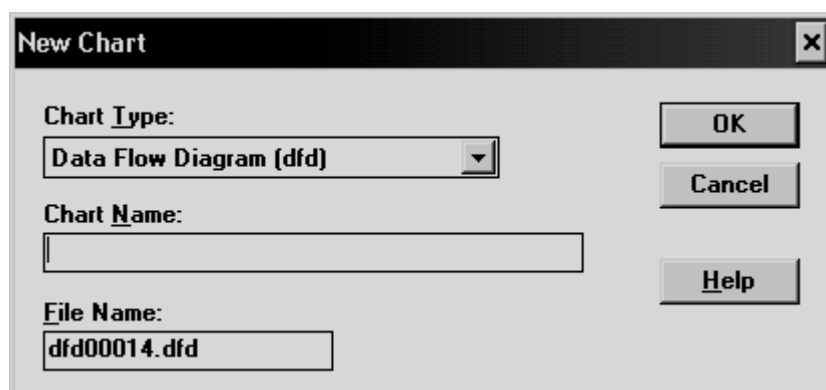 New Chart
Chart Type:
OK
Data Flow Diagram (dfd)
Cancel
Chart Name:
Help
File Name:
dfd00014.dfd